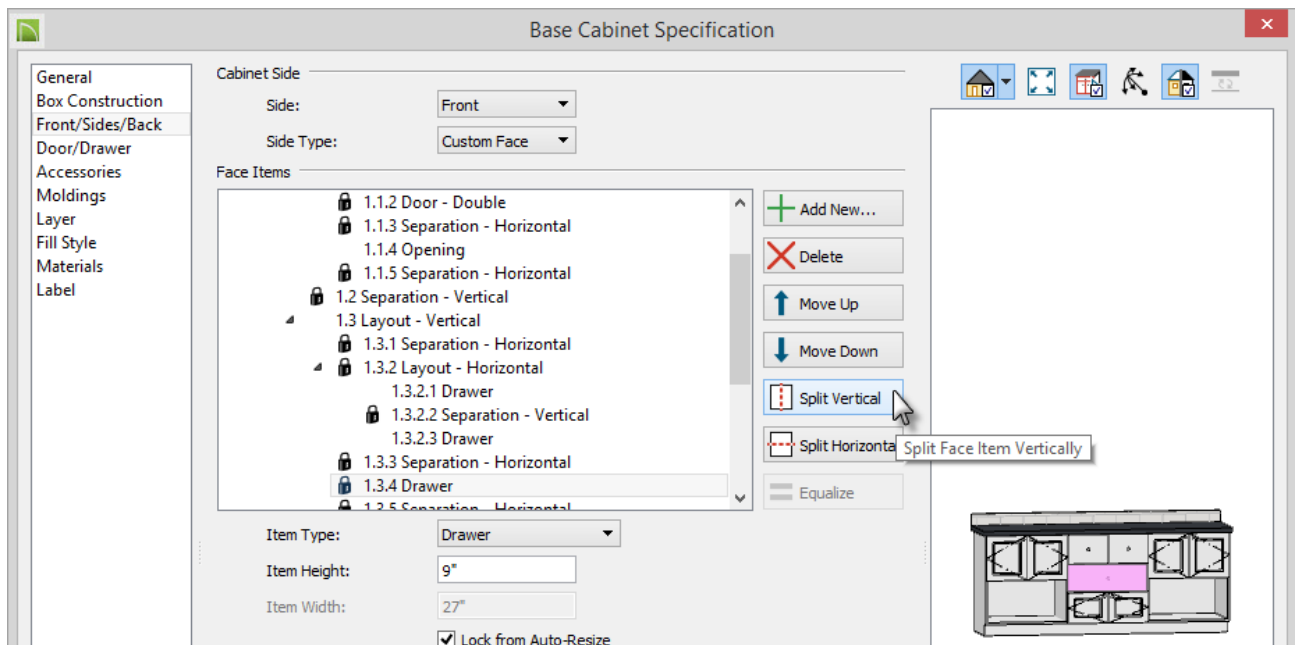 Base Cabinet Specification
General
Box Construction
Front/Sides/Back
Door/Drawer
Accessories
Moldings
Layer
Fill Style
Materials
Label
Cabinet Side
Side: Front
Side Type: Custom Face
Face Items
1.1.2 Door - Double
1.1.3 Separation - Horizontal
1.1.4 Opening
1.1.5 Separation - Horizontal
1.2 Separation - Vertical
1.3 Layout - Vertical
1.3.1 Separation - Horizontal
1.3.2 Layout - Horizontal
1.3.2.1 Drawer
1.3.2.2 Separation - Vertical
1.3.2.3 Drawer
1.3.3 Separation - Horizontal
1.3.4 Drawer
1.3.5 Separation - Horizontal
Add New...
Delete
Move Up
Move Down
Split Vertical
Split Horizonta
Split Face Item Vertically
Equalize
Item Type: Drawer
Item Height: 9"
Item Width: 27"
Lock from Auto-Resize